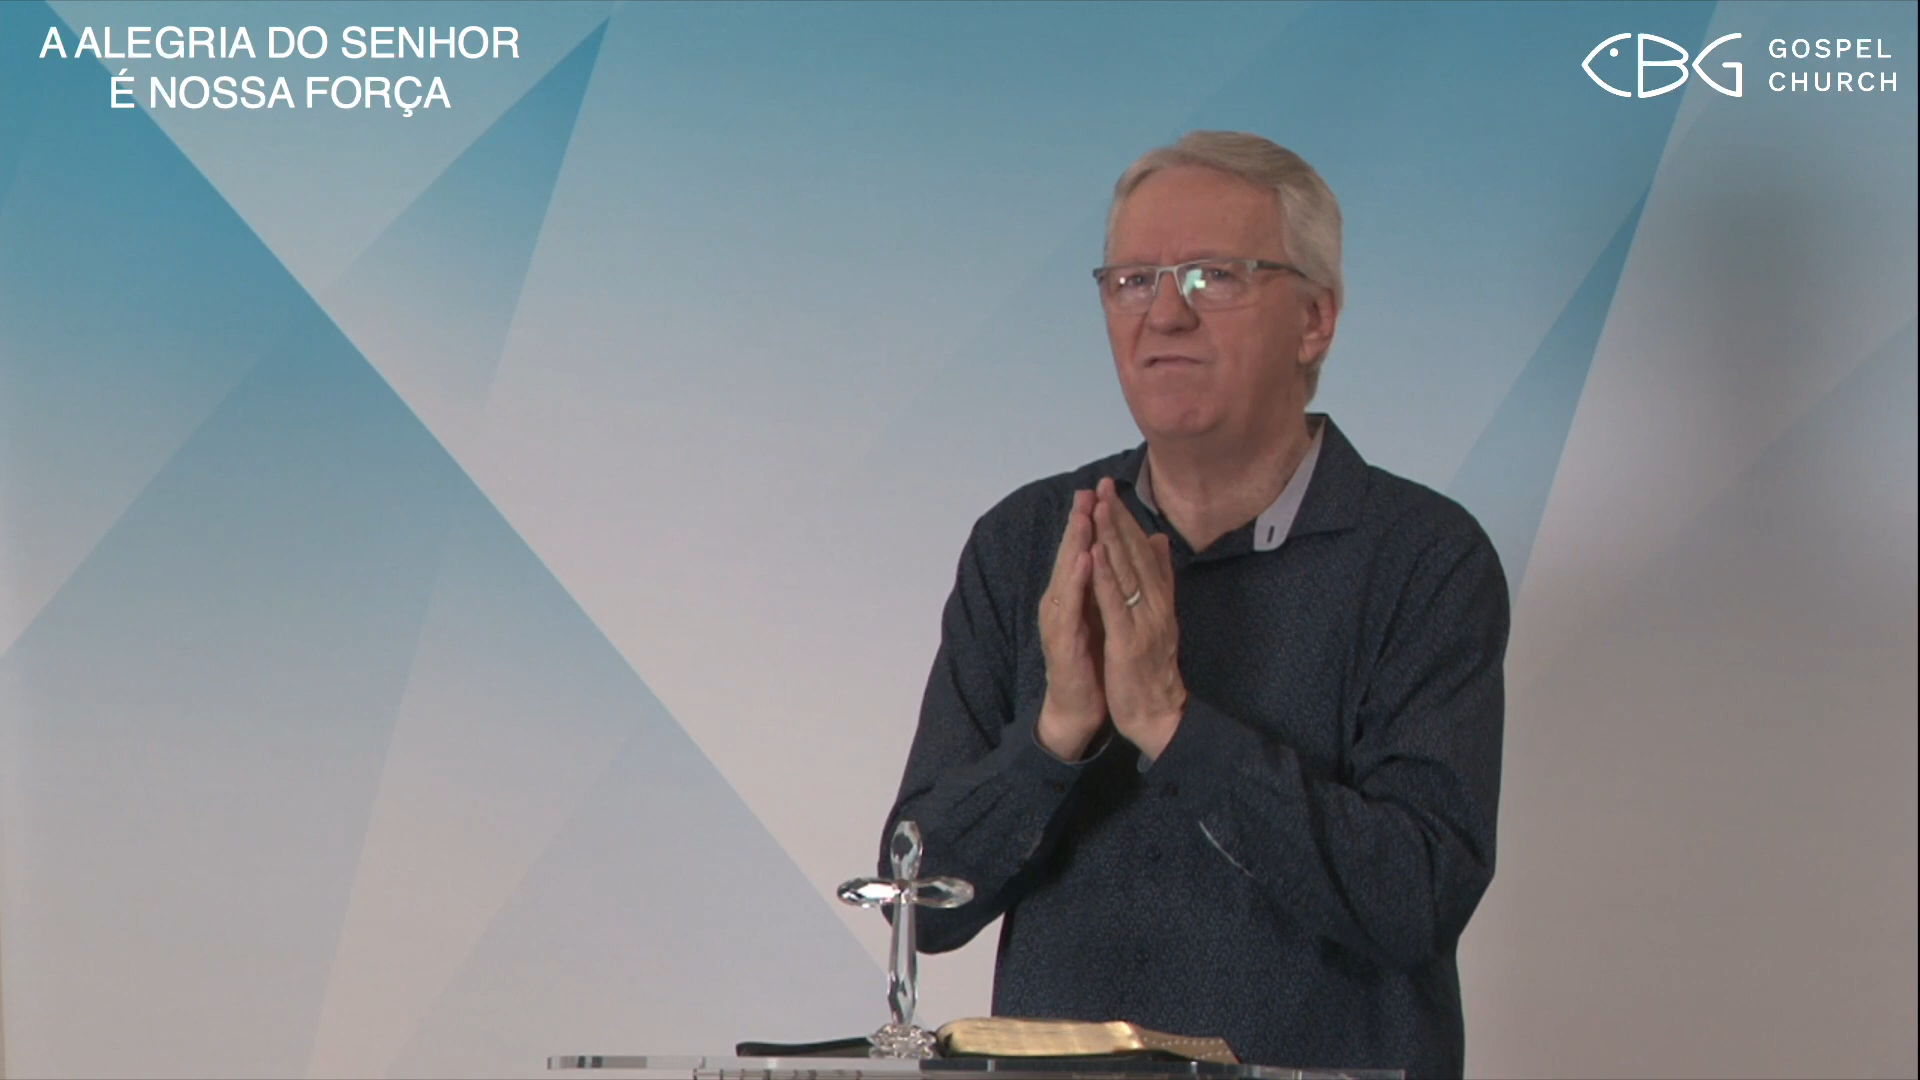 A ALEGRIA DO SENHOR
É NOSSA FORÇA
CBG
GOSPEL
CHURCH